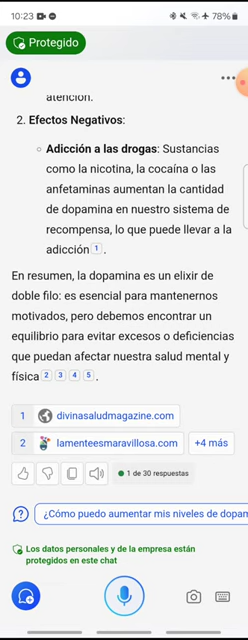 10:23
78%
Protegido
atención.
2. Efectos Negativos:
Adicción a las drogas: Sustancias
como la nicotina, la cocaína o las
anfetaminas aumentan la cantidad
de dopamina en nuestro sistema de
recompensa, lo que puede llevar a la
adicción 1 .
En resumen, la dopamina es un elixir de
doble filo: es esencial para mantenernos
motivados, pero debemos encontrar un
equilibrio para evitar excesos o deficiencias
que puedan afectar nuestra salud mental y
física 2 3 4 5 .
1 divinasaludmagazine.com
2 lamenteesmaravillosa.com +4 más
1 de 30 respuestas
¿Cómo puedo aumentar mis niveles de dopam
Los datos personales y de la empresa están
protegidos en este chat